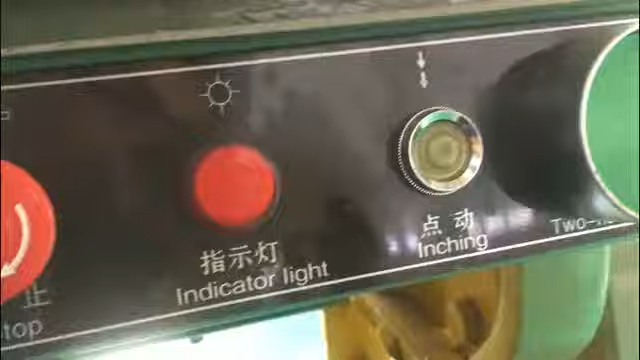 止
top
指示灯
Indicator light
点动
Inching
Two-